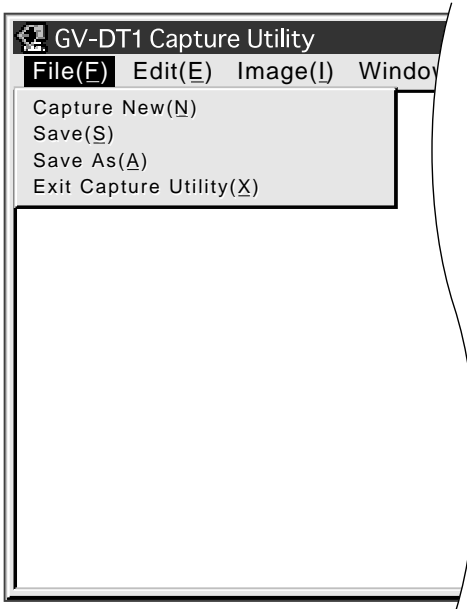 GV-DT1 Capture Utility
File(F) Edit(E) Image(I)
Capture New(N)
Save(S)
Save As(A)
Exit Capture Utility(X)